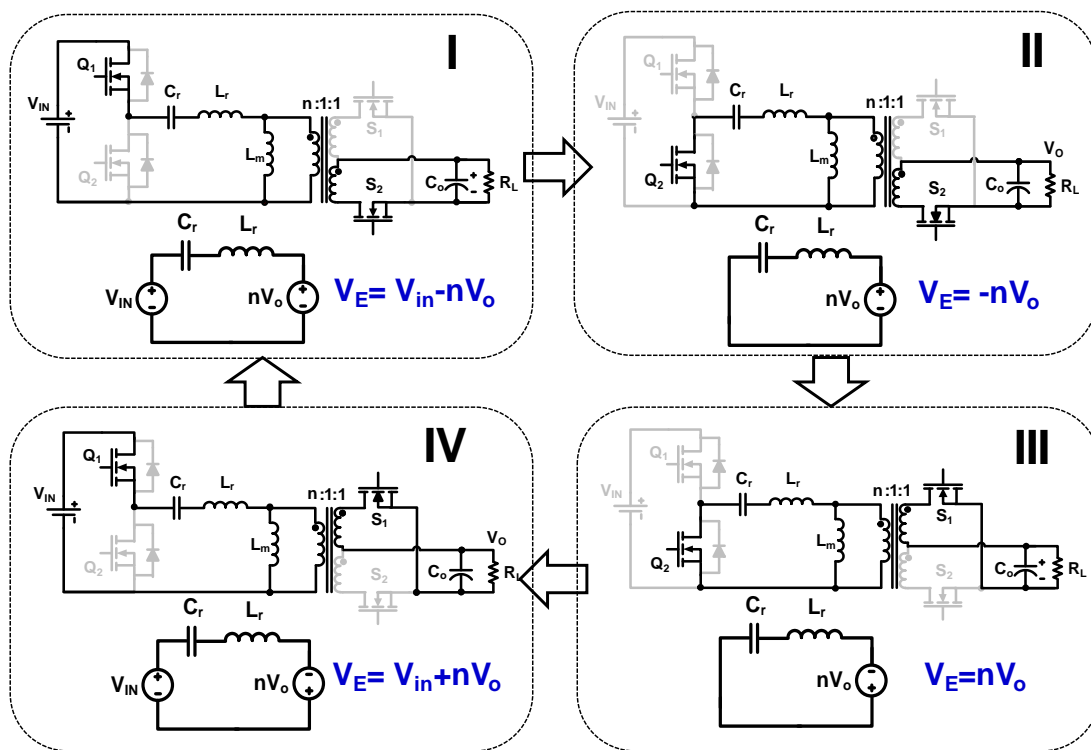 I
Q1
VIN
Cr
Lr
n:1:1
Q2
Lm
S1
S2
Co
RL
Cr
Lr
VIN
nVo
VE= Vin-nVo
II
Q1
VIN
Cr
Lr
n:1:1
Q2
Lm
S1
S2
VO
Co
RL
Cr
Lr
nVo
VE= -nVo
IV
Q1
VIN
Cr
Lr
n:1:1
Q2
Lm
S1
S2
VO
Co
RL
Cr
Lr
VIN
nVo
VE= Vin+nVo
III
Q1
VIN
Cr
Lr
n:1:1
Q2
Lm
S1
S2
Co
RL
Cr
Lr
nVo
VE=nVo